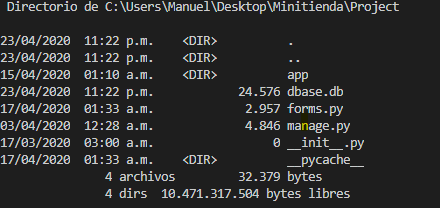 Directorio de C:\Users\Manuel\Desktop\Minitienda\Project
23/04/2020  11:22 p.m.    <DIR>          .
23/04/2020  11:22 p.m.    <DIR>          ..
15/04/2020  01:10 a.m.    <DIR>          app
23/04/2020  11:22 p.m.            24.576 dbase.db
17/04/2020  01:33 a.m.             2.957 forms.py
03/04/2020  12:28 a.m.             4.846 manage.py
17/03/2020  03:00 a.m.                 0 __init__.py
17/04/2020  01:33 a.m.    <DIR>          __pycache__
4 archivos         32.379 bytes
4 dirs  10.471.317.504 bytes libres